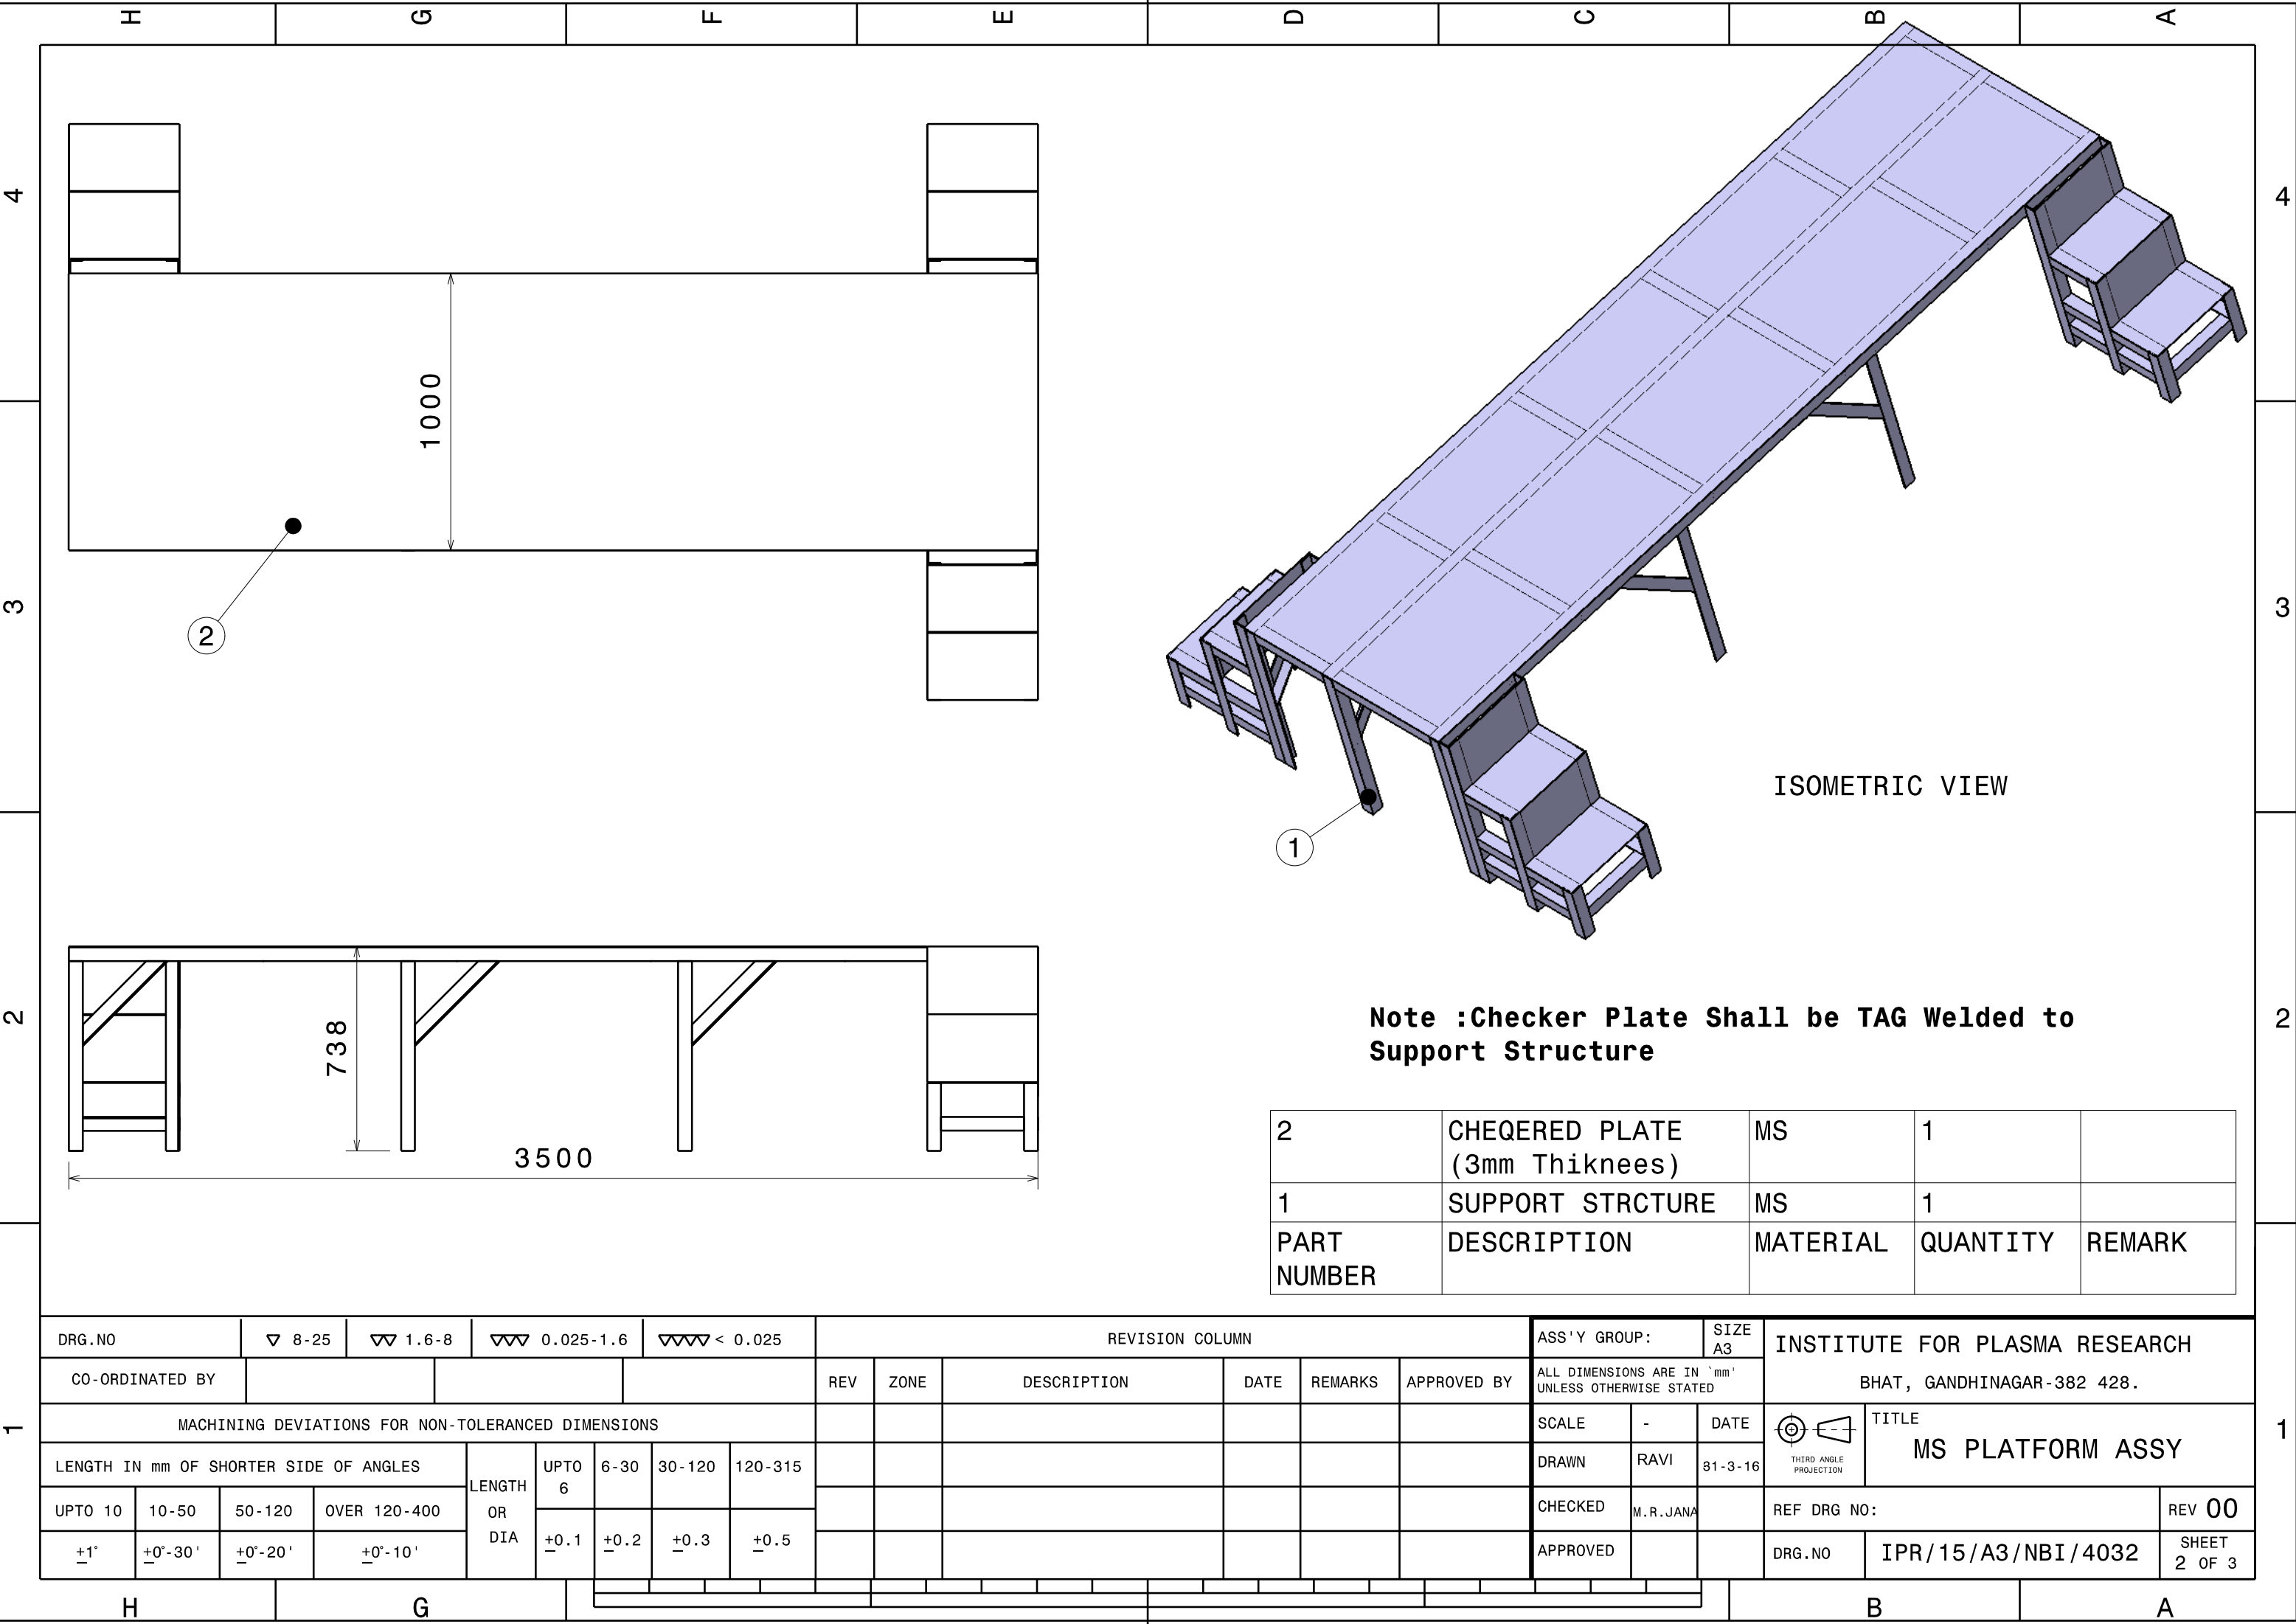 H G F E D C B A
4 4
1000
2
3 3
ISOMETRIC VIEW
1
2 2
738
3500
Note :Checker Plate Shall be TAG Welded to
Support Structure
2 CHEQERED PLATE MS 1
(3mm Thiknees)
1 SUPPORT STRCTURE MS 1
PART DESCRIPTION MATERIAL QUANTITY REMARK
NUMBER
1 1
DRG.NO 8-25 1.6-8 0.025-1.6 < 0.025
CO-ORDINATED BY
MACHINING DEVIATIONS FOR NON-TOLERANCED DIMENSIONS
LENGTH IN mm OF SHORTER SIDE OF ANGLES
UPTO 10 10-50 50-120 OVER 120-400
±1° ±0°-30' ±0°-20' ±0°-10'
LENGTH
OR
DIA
UPTO 6-30 30-120 120-315
6
±0.1 ±0.2 ±0.3 ±0.5
REVISION COLUMN
REV ZONE DESCRIPTION DATE REMARKS APPROVED BY
ASS'Y GROUP: SIZE
A3
ALL DIMENSIONS ARE IN `mm'
UNLESS OTHERWISE STATED
SCALE - DATE
DRAWN RAVI 31-3-16
CHECKED M.R.JANA
APPROVED
INSTITUTE FOR PLASMA RESEARCH
BHAT, GANDHINAGAR-382 428.
THIRD ANGLE
PROJECTION
TITLE
MS PLATFORM ASSY
REF DRG NO: REV 00
DRG.NO IPR/15/A3/NBI/4032 SHEET
2 OF 3
H G B A